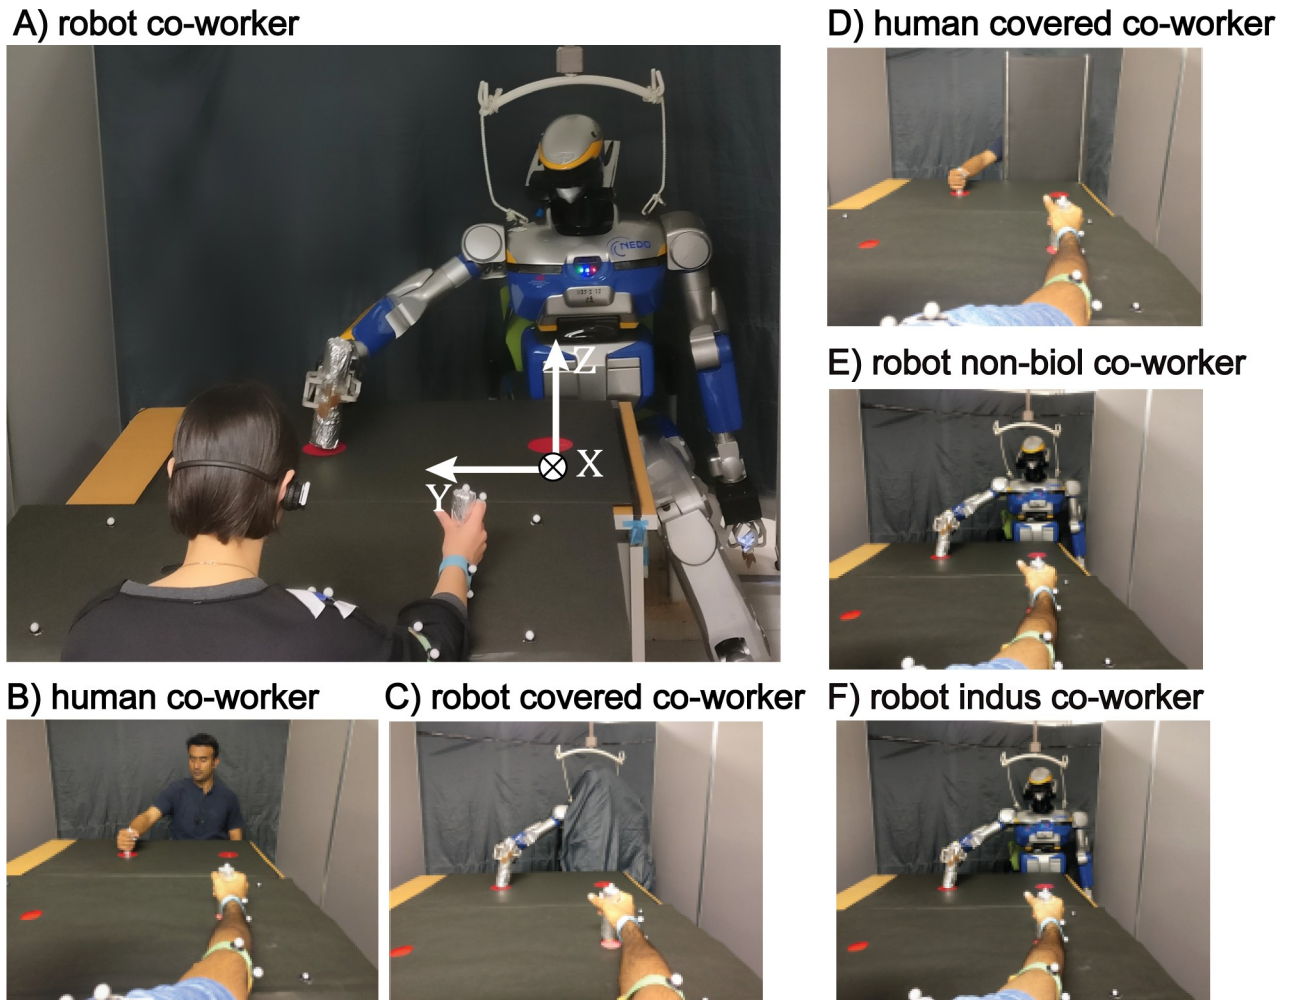 A) robot co-worker
NEDO
Z
X
Y
B) human co-worker
C) robot covered co-worker
D) human covered co-worker
E) robot non-biol co-worker
F) robot indus co-worker